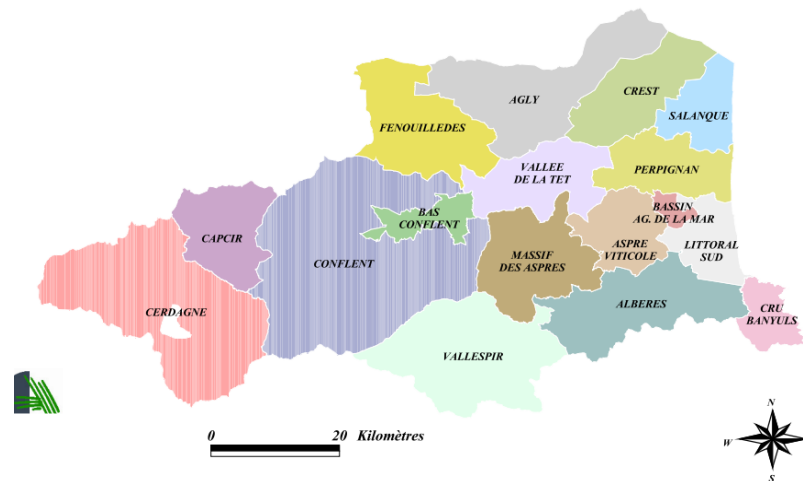 AGLY
CREST
SALANQUE
FENOUILLEDES
VALLEE
DE LA TET
PERPIGNAN
BAS
CONFLENT
BASSIN
AG. DE LA MAR
CAPCIR
CONFLENT
MASSIF
DES ASPRES
ASPRE
VITICOLE
LITTORAL
SUD
CERDAGNE
ALBERES
CRU
BANYULS
VALLESPIR
0 20 Kilomètres
N
W E
S